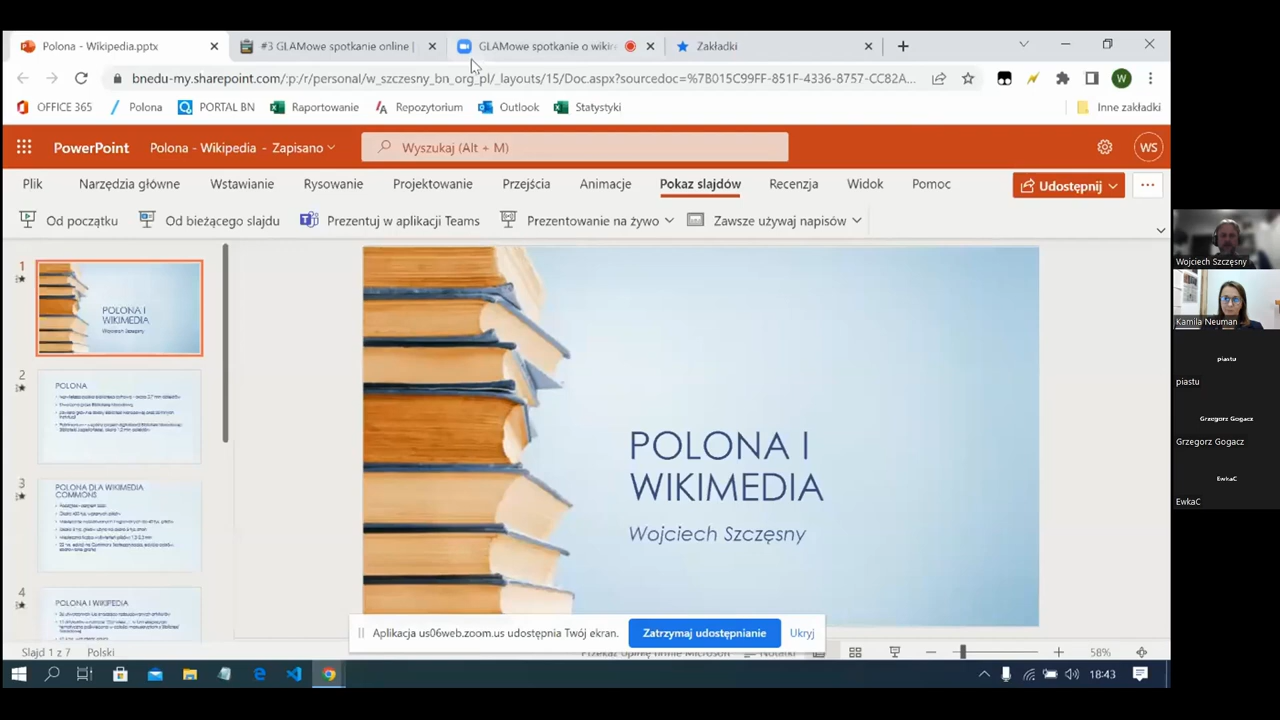 Polona - Wikipedia.pptx
#3 GLAMowe spotkanie online |
GLAMowe spotkanie o wikire
Zakładki
bnedu-my.sharepoint.com/:p:/r/personal/w_szczesny_bn_org_pl/_layouts/15/Doc.aspx?sourcedoc=%7B015C99FF-851F-4336-8757-CC82A...
W
OFFICE 365
Polona
PORTAL BN
Raportowanie
Repozytorium
Outlook
Statystyki
Inne zakładki
PowerPoint
Polona - Wikipedia - Zapisano
Wyszukaj (Alt + M)
WS
Plik
Narzędzia główne
Wstawianie
Rysowanie
Projektowanie
Przejścia
Animacje
Pokaz slajdów
Recenzja
Widok
Pomoc
Udostępnij
Od początku
Od bieżącego slajdu
Prezentuj w aplikacji Teams
Prezentowanie na żywo
Zawsze używaj napisów
1
POLONA I
WIKIMEDIA
Wojciech Szczęsny
2
POLONA
3
POLONA DLA WIKIMEDIA
COMMONS
4
POLONA I WIKIPEDIA
POLONA I
WIKIMEDIA
Wojciech Szczęsny
Aplikacja us06web.zoom.us udostępnia Twój ekran.
Zatrzymaj udostępnianie
Ukryj
Slajd 1 z 7
Polski
Notatki
58%
18:43
Wojciech Szczęsny
Kamila Neuman
piastu
piastu
Grzegorz Gogacz
Grzegorz Gogacz
EwkaC
EwkaC